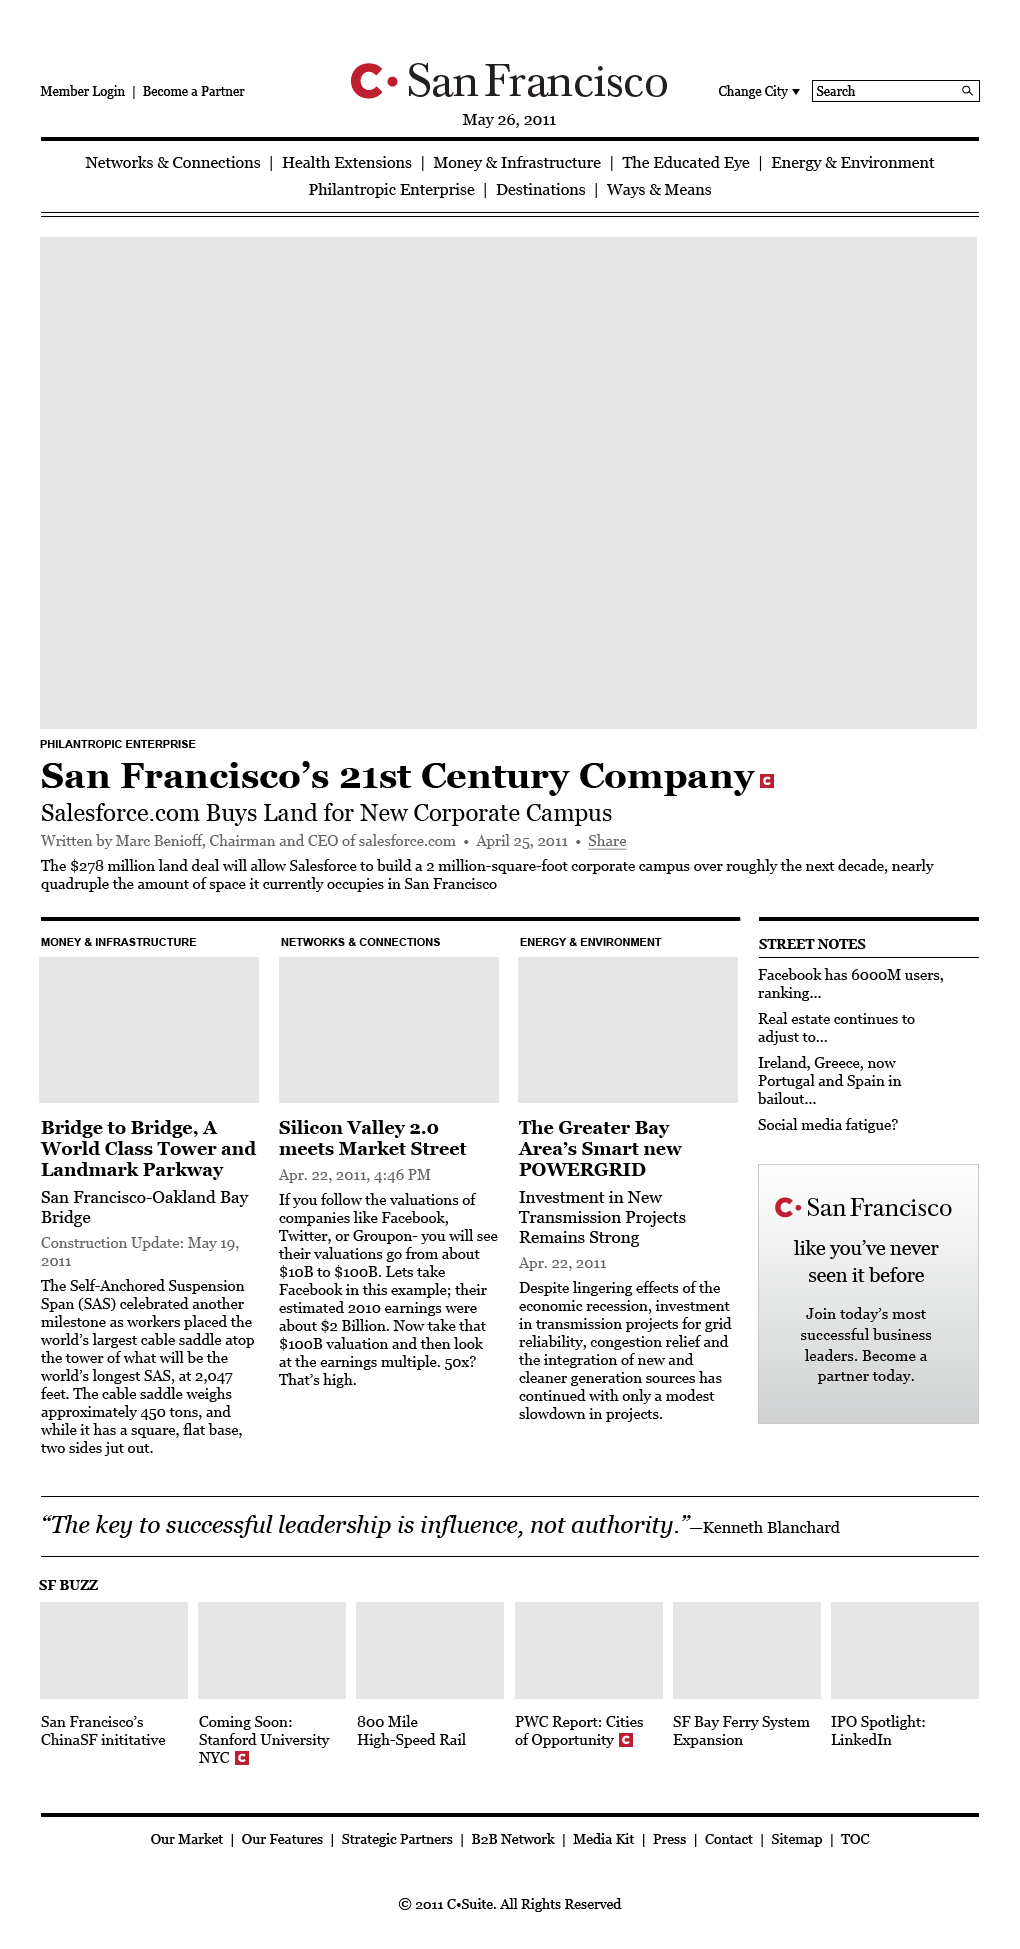 Member Login | Become a Partner
C• San Francisco
Change City ▼ Search
May 26, 2011
Networks & Connections | Health Extensions | Money & Infrastructure | The Educated Eye | Energy & Environment
Philantropic Enterprise | Destinations | Ways & Means
PHILANTROPIC ENTERPRISE
San Francisco’s 21st Century Company C
Salesforce.com Buys Land for New Corporate Campus
Written by Marc Benioff, Chairman and CEO of salesforce.com • April 25, 2011 • Share
The $278 million land deal will allow Salesforce to build a 2 million-square-foot corporate campus over roughly the next decade, nearly
quadruple the amount of space it currently occupies in San Francisco
MONEY & INFRASTRUCTURE
Bridge to Bridge, A
World Class Tower and
Landmark Parkway
San Francisco-Oakland Bay
Bridge
Construction Update: May 19,
2011
The Self-Anchored Suspension
Span (SAS) celebrated another
milestone as workers placed the
world’s largest cable saddle atop
the tower of what will be the
world’s longest SAS, at 2,047
feet. The cable saddle weighs
approximately 450 tons, and
while it has a square, flat base,
two sides jut out.
NETWORKS & CONNECTIONS
Silicon Valley 2.0
meets Market Street
Apr. 22, 2011, 4:46 PM
If you follow the valuations of
companies like Facebook,
Twitter, or Groupon- you will see
their valuations go from about
$10B to $100B. Lets take
Facebook in this example; their
estimated 2010 earnings were
about $2 Billion. Now take that
$100B valuation and then look
at the earnings multiple. 50x?
That’s high.
ENERGY & ENVIRONMENT
The Greater Bay
Area’s Smart new
POWERGRID
Investment in New
Transmission Projects
Remains Strong
Apr. 22, 2011
Despite lingering effects of the
economic recession, investment
in transmission projects for grid
reliability, congestion relief and
the integration of new and
cleaner generation sources has
continued with only a modest
slowdown in projects.
STREET NOTES
Facebook has 6000M users,
ranking...
Real estate continues to
adjust to...
Ireland, Greece, now
Portugal and Spain in
bailout...
Social media fatigue?
C• San Francisco
like you’ve never
seen it before
Join today’s most
successful business
leaders. Become a
partner today.
“The key to successful leadership is influence, not authority.”—Kenneth Blanchard
SF BUZZ
San Francisco’s
ChinaSF inititative
Coming Soon:
Stanford University
NYC C
800 Mile
High-Speed Rail
PWC Report: Cities
of Opportunity C
SF Bay Ferry System
Expansion
IPO Spotlight:
LinkedIn
Our Market | Our Features | Strategic Partners | B2B Network | Media Kit | Press | Contact | Sitemap | TOC
© 2011 C•Suite. All Rights Reserved